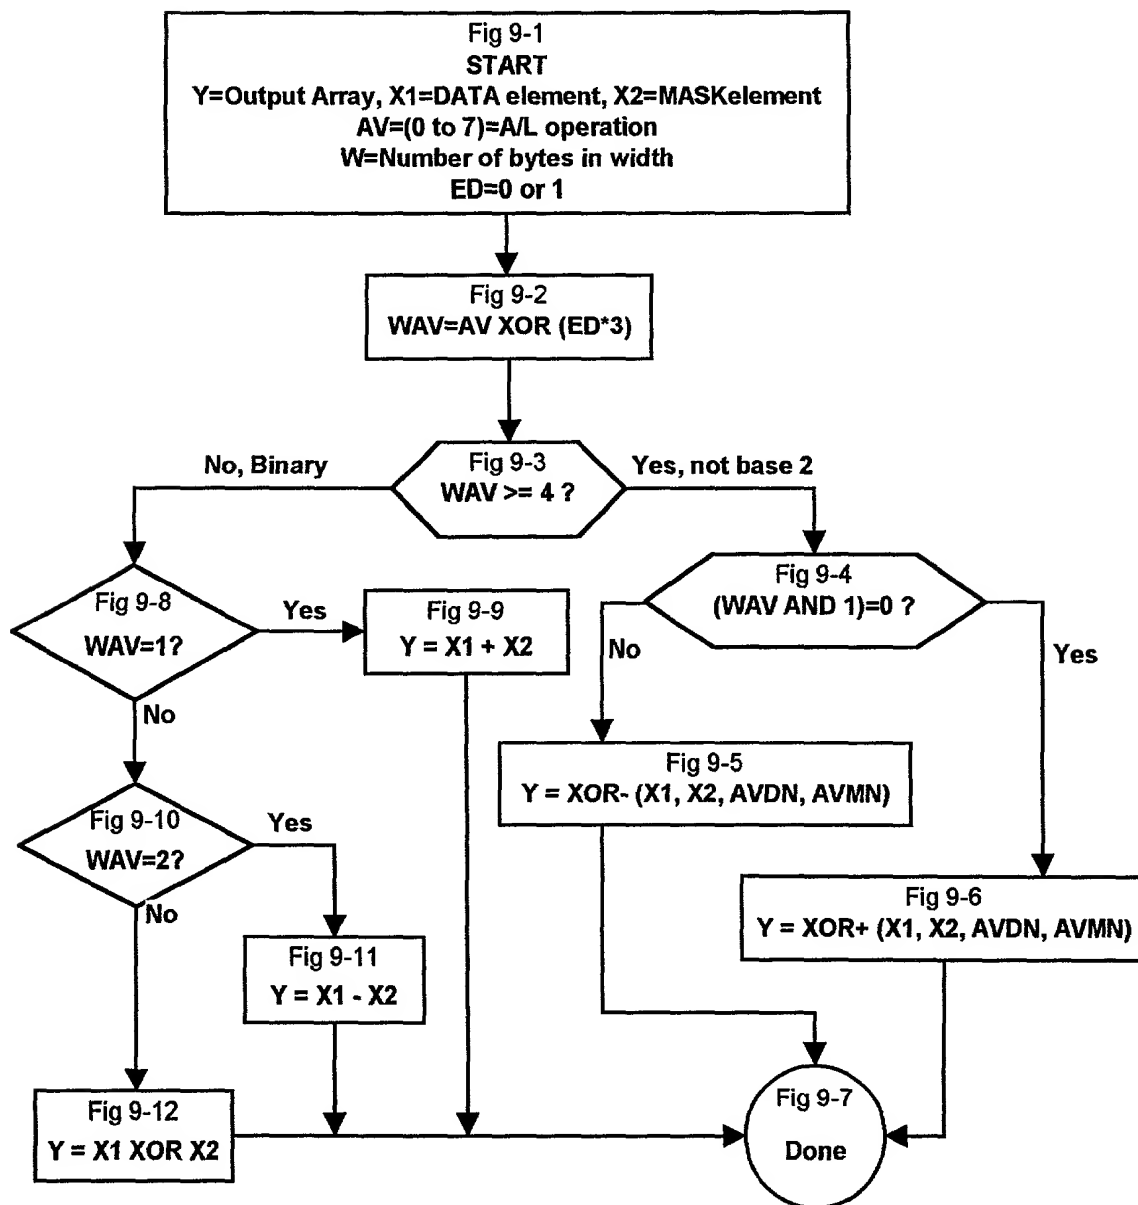 Fig 9-1
START
Y=Output Array, X1=DATA element, X2=MASKelement
AV=(0 to 7)=A/L operation
W=Number of bytes in width
ED=0 or 1
Fig 9-2
WAV=AV XOR (ED*3)
No, Binary
Fig 9-3
WAV >= 4 ?
Yes, not base 2
Fig 9-8
WAV=1?
Yes
Fig 9-9
Y = X1 + X2
Fig 9-4
(WAV AND 1)=0 ?
No
Yes
No
Fig 9-5
Y = XOR- (X1, X2, AVDN, AVMN)
Fig 9-10
WAV=2?
Yes
No
Fig 9-6
Y = XOR+ (X1, X2, AVDN, AVMN)
Fig 9-11
Y = X1 - X2
Fig 9-12
Y = X1 XOR X2
Fig 9-7
Done